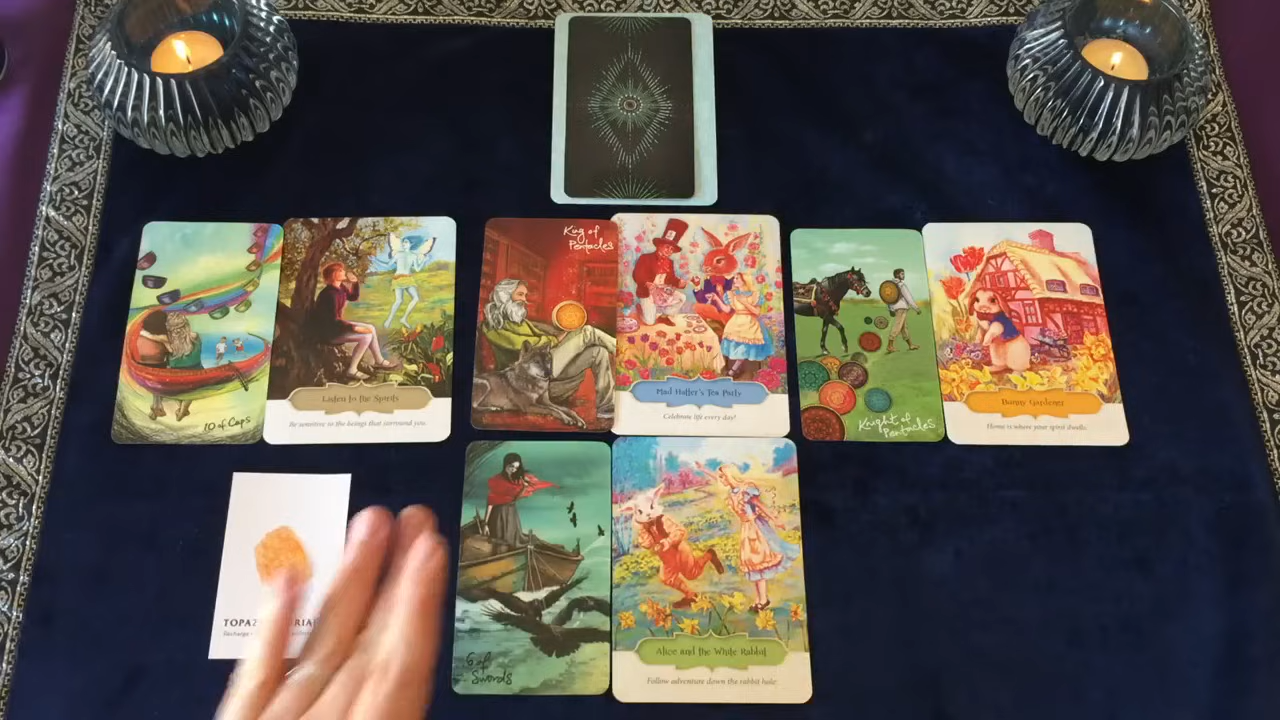 10 of Cups
Listen to the Spirits
Be sensitive to the beings that surround you.
King of
Pentacles
Mad Hatter's Tea Party
Celebrate life every day!
Knight of
Pentacles
Bunny Gardener
Home is where your spirit dwells.
6 of
Swords
Alice and the White Rabbit
Follow adventure down the rabbit hole.